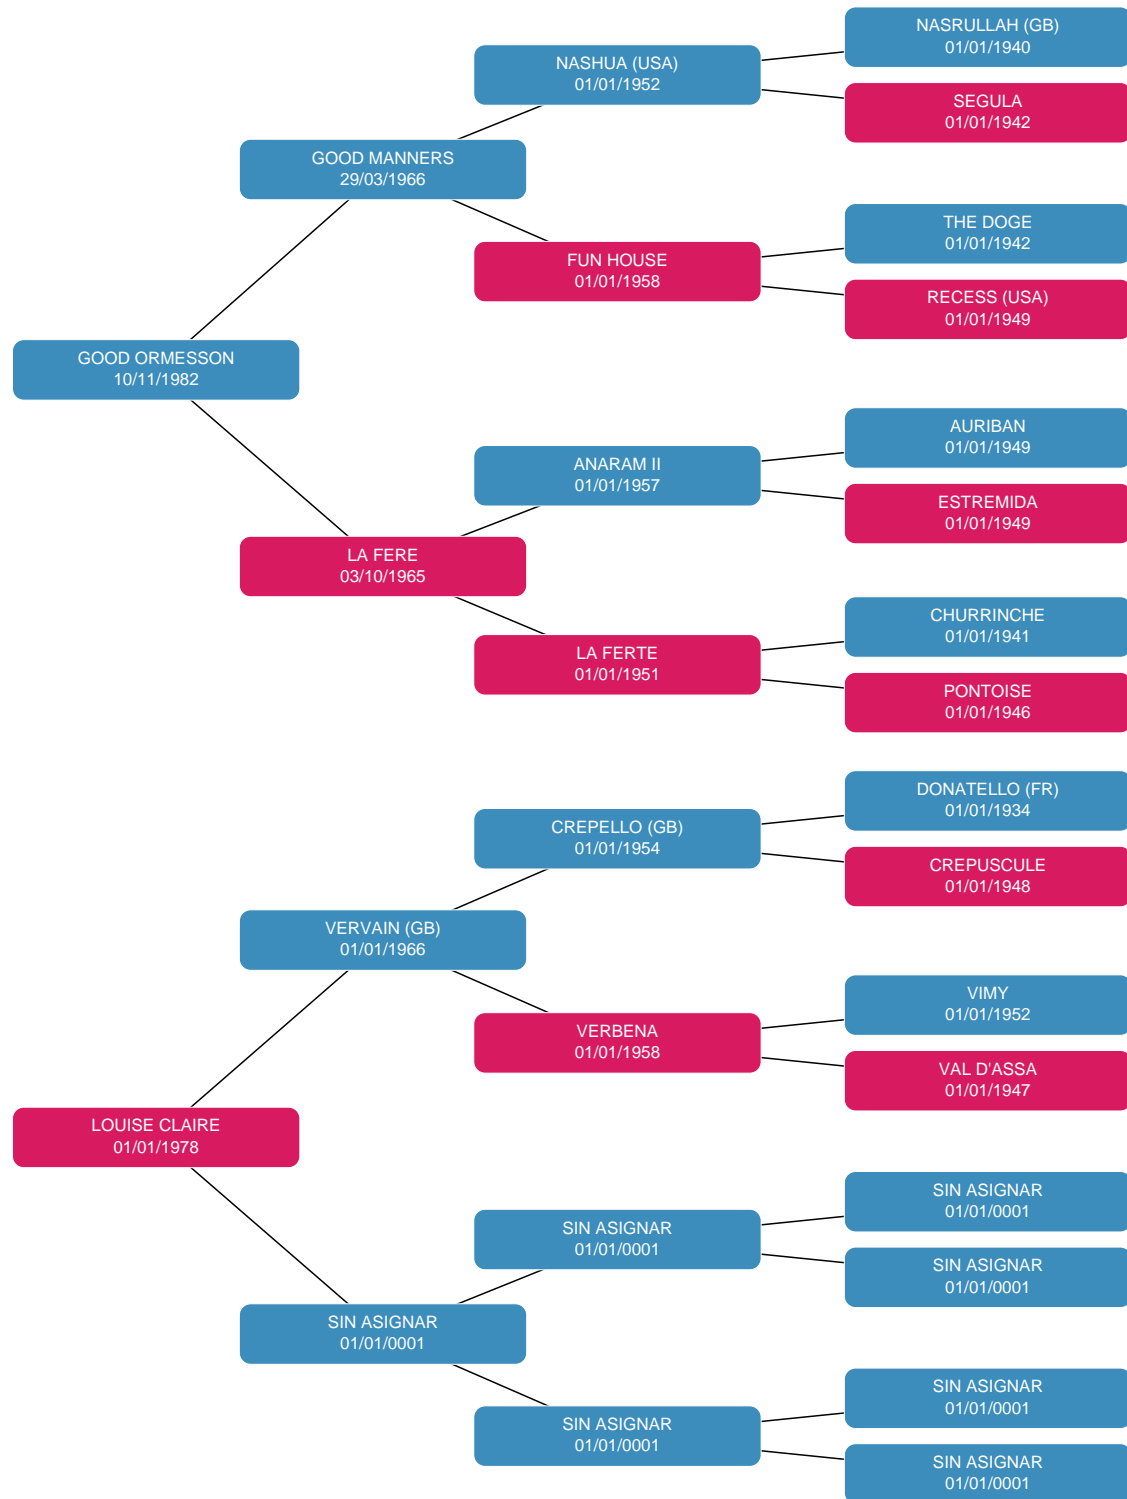 NASRULLAH (GB)
01/01/1940
NASHUA (USA)
01/01/1952
SEGULA
01/01/1942
GOOD MANNERS
29/03/1966
THE DOGE
01/01/1942
FUN HOUSE
01/01/1958
RECESS (USA)
01/01/1949
GOOD ORMESSON
10/11/1982
AURIBAN
01/01/1949
ANARAM II
01/01/1957
ESTREMIDA
01/01/1949
LA FERE
03/10/1965
CHURRINCHE
01/01/1941
LA FERTE
01/01/1951
PONTOISE
01/01/1946
DONATELLO (FR)
01/01/1934
CREPELLO (GB)
01/01/1954
CREPUSCULE
01/01/1948
VERVAIN (GB)
01/01/1966
VIMY
01/01/1952
VERBENA
01/01/1958
VAL D'ASSA
01/01/1947
LOUISE CLAIRE
01/01/1978
SIN ASIGNAR
01/01/0001
SIN ASIGNAR
01/01/0001
SIN ASIGNAR
01/01/0001
SIN ASIGNAR
01/01/0001
SIN ASIGNAR
01/01/0001
SIN ASIGNAR
01/01/0001
SIN ASIGNAR
01/01/0001